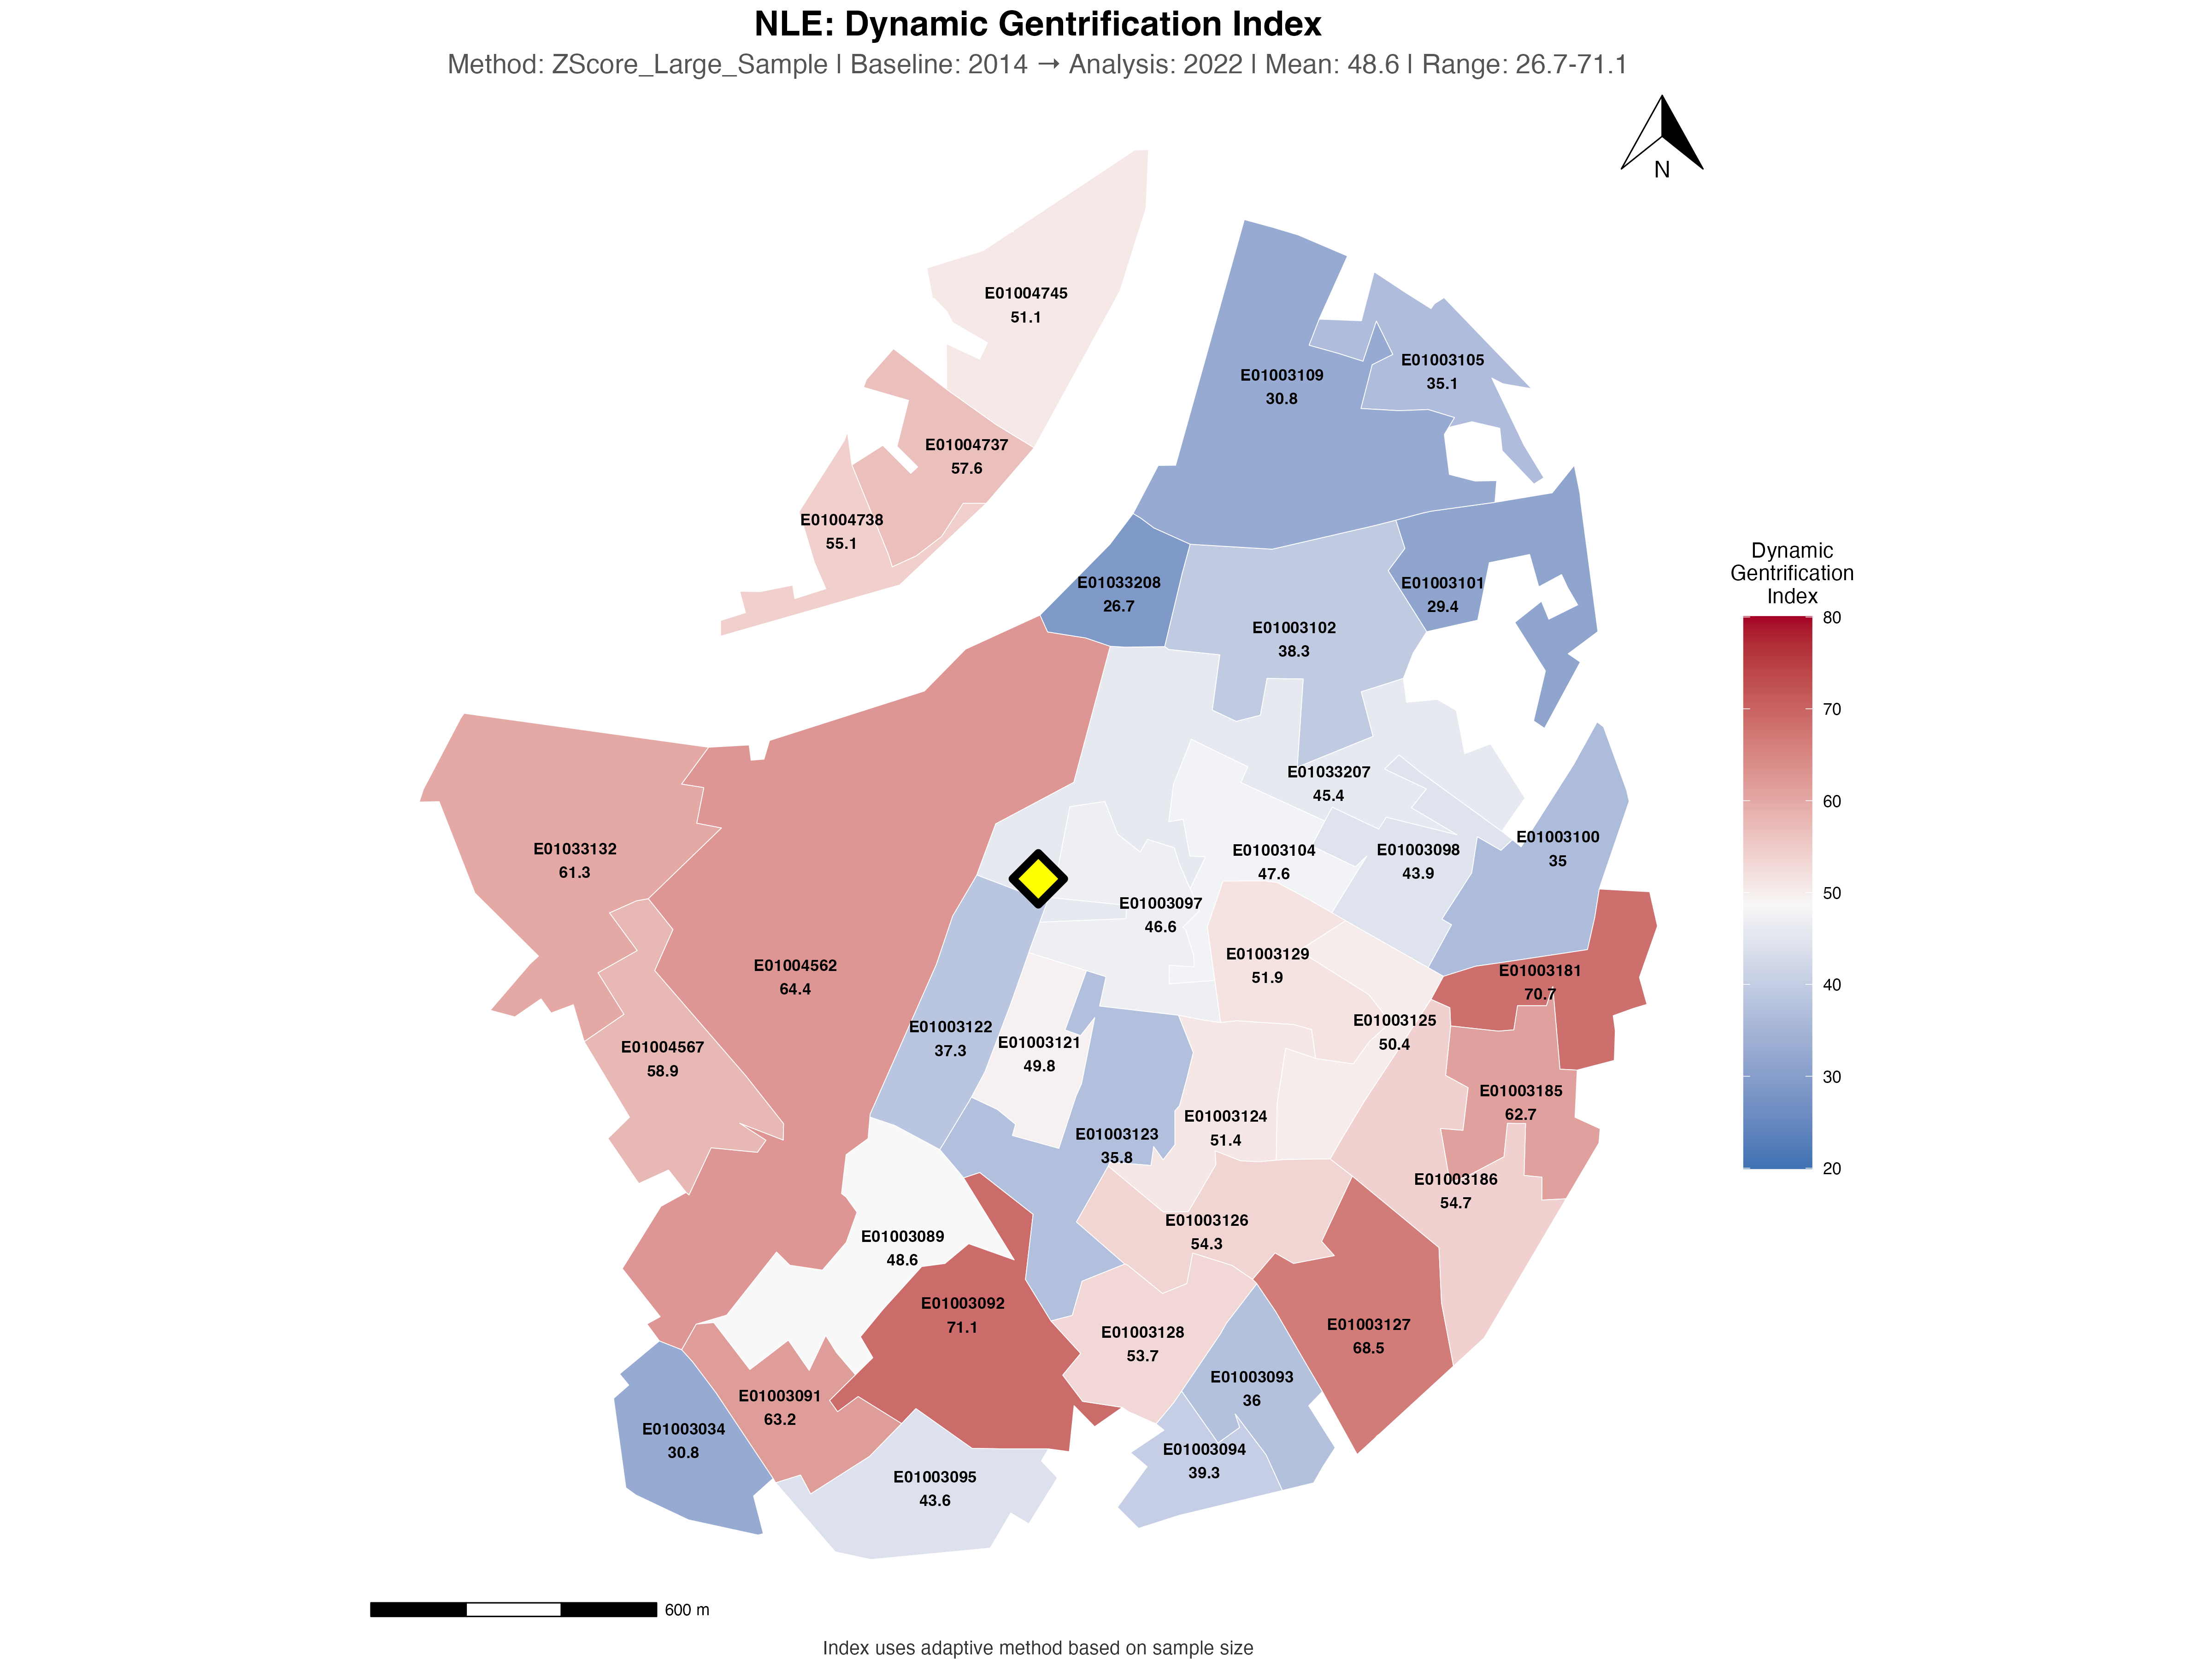 NLE: Dynamic Gentrification Index
Method: ZScore_Large_Sample | Baseline: 2014 → Analysis: 2022 | Mean: 48.6 | Range: 26.7-71.1
N
E01004745
51.1
E01003109
30.8
E01003105
35.1
E01004737
57.6
E01004738
55.1
E01033208
26.7
E01003101
29.4
E01003102
38.3
E01033207
45.4
E01033132
61.3
E01003104
47.6
E01003098
43.9
E01003100
35
E01003097
46.6
E01004562
64.4
E01003129
51.9
E01003181
70.7
E01003122
37.3
E01003121
49.8
E01003125
50.4
E01004567
58.9
E01003185
62.7
E01003124
51.4
E01003123
35.8
E01003186
54.7
E01003126
54.3
E01003089
48.6
E01003092
71.1
E01003128
53.7
E01003127
68.5
E01003093
36
E01003091
63.2
E01003034
30.8
E01003094
39.3
E01003095
43.6
Dynamic
Gentrification
Index
80
70
60
50
40
30
20
600 m
Index uses adaptive method based on sample size